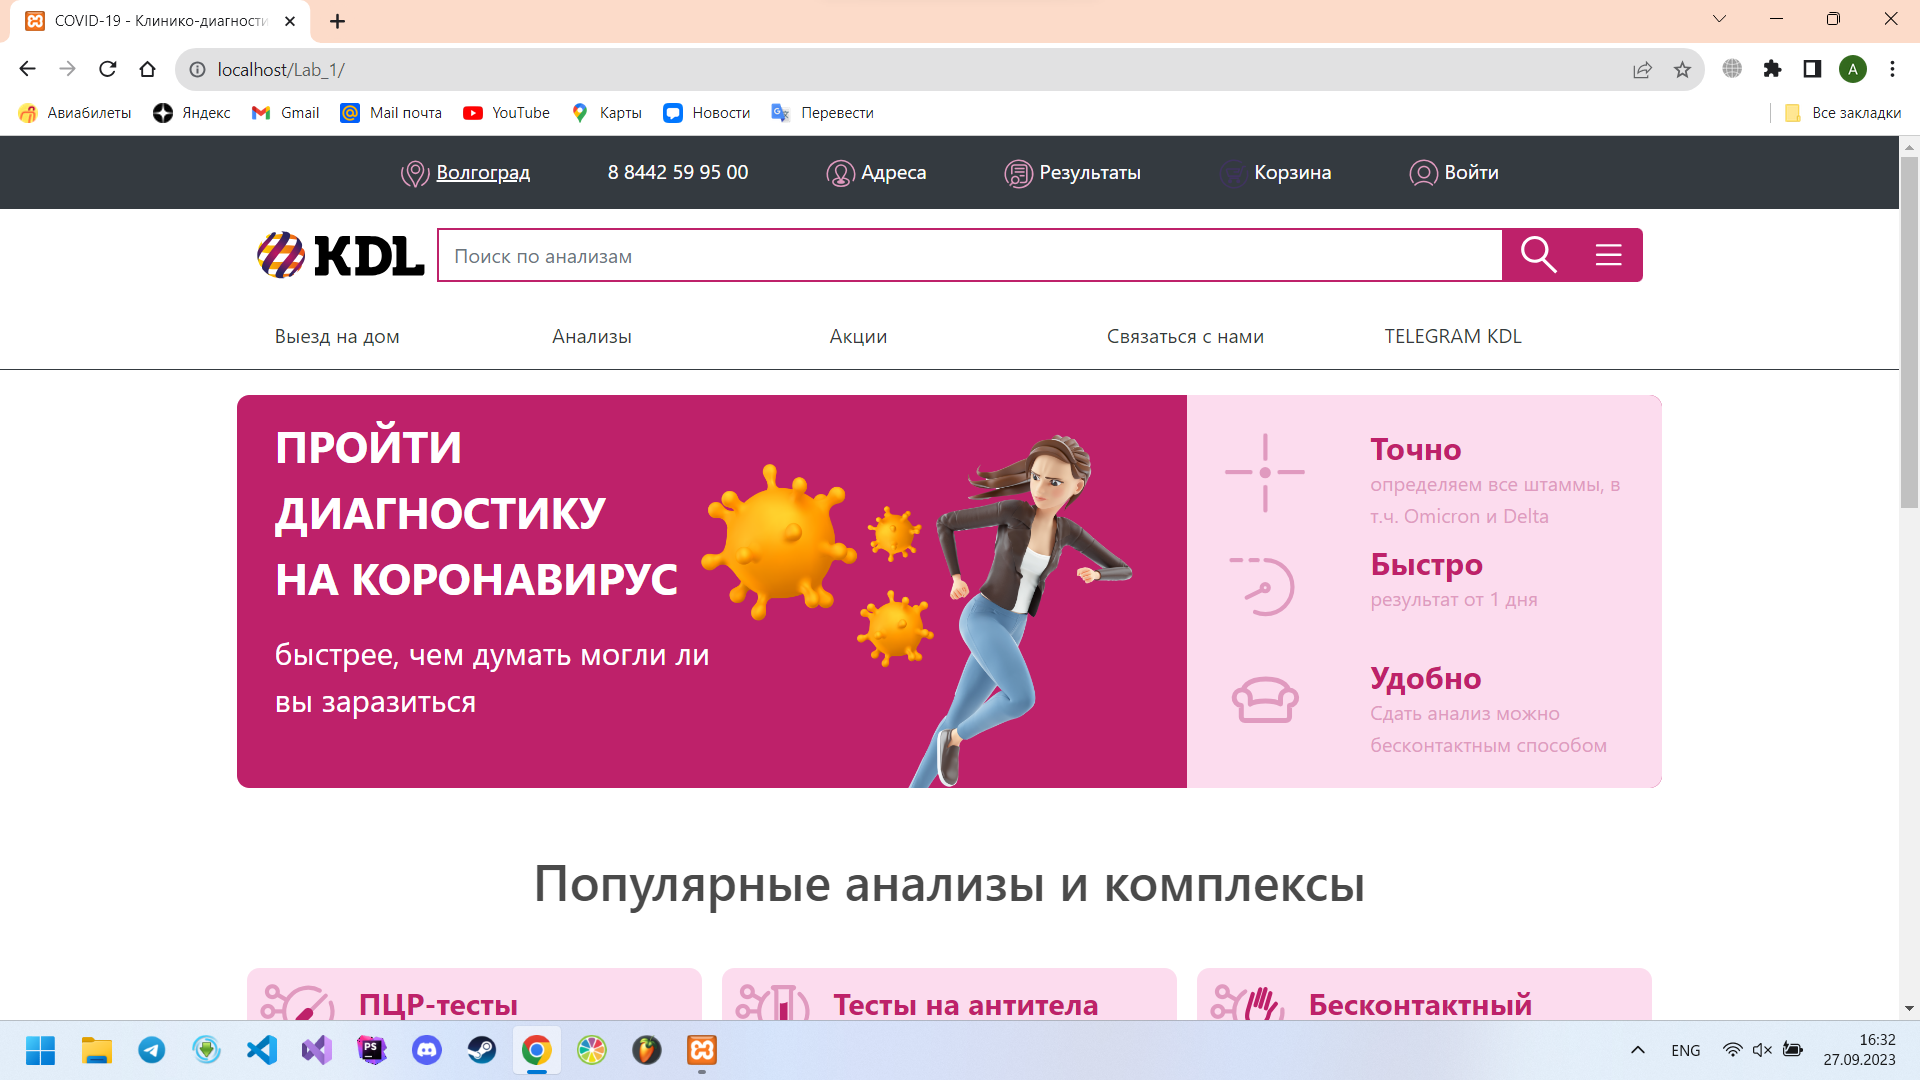 COVID-19 - Клинико-диагности
localhost/Lab_1/
A
Авиабилеты Яндекс Gmail Mail почта YouTube Карты Новости Перевести Все закладки
Волгоград 8 8442 59 95 00 Адреса Результаты Корзина Войти
KDL Поиск по анализам
Выезд на дом Анализы Акции Связаться с нами TELEGRAM KDL
ПРОЙТИ
ДИАГНОСТИКУ
НА КОРОНАВИРУС
быстрее, чем думать могли ли
вы заразиться
Точно
определяем все штаммы, в
т.ч. Omicron и Delta
Быстро
результат от 1 дня
Удобно
Сдать анализ можно
бесконтактным способом
Популярные анализы и комплексы
ПЦР-тесты Тесты на антитела Бесконтактный
PS
ENG
16:32
27.09.2023